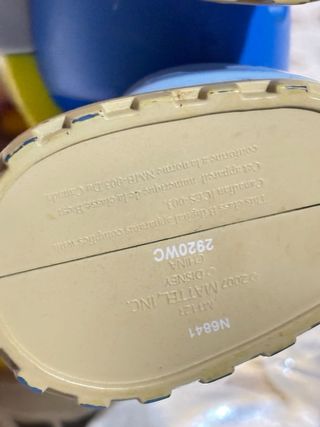 N6841
©2007 MATTEL, INC.
© DISNEY
CHINA
2920WC
This class B digital apparatus complies with
Canadian ICES-003
Cet appareil numérique de la classe B est
conforme à la norme NMB-003 Du Canada